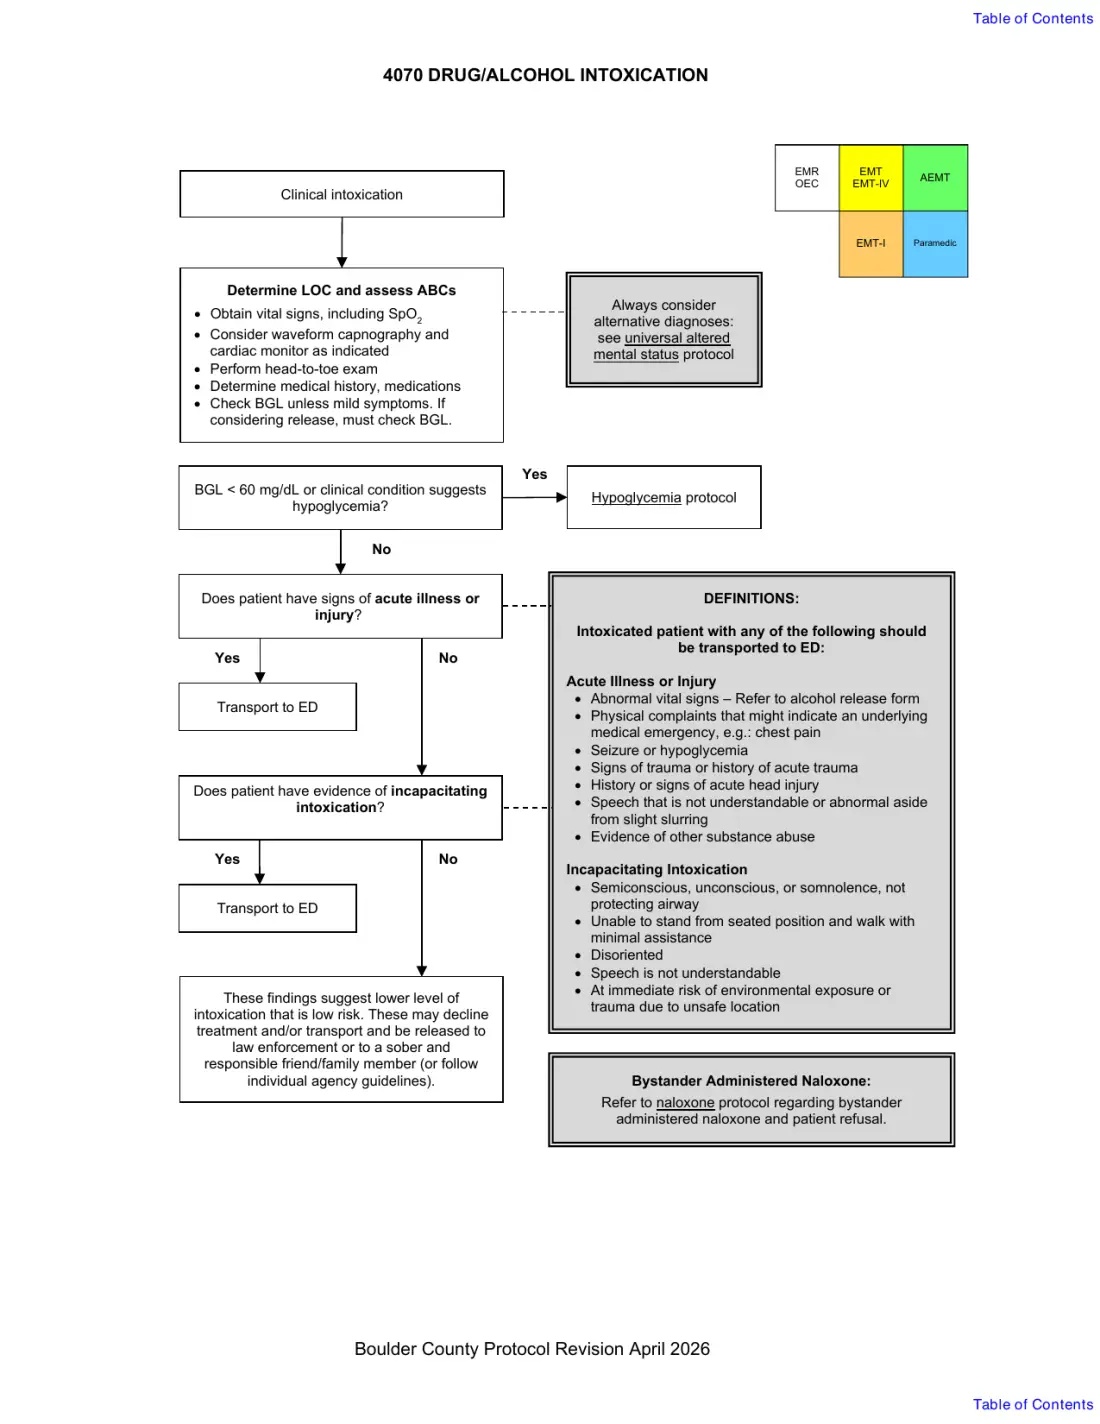 Table of Contents
4070 DRUG/ALCOHOL INTOXICATION
EMR
OEC
EMT
EMT-IV
AEMT
EMT-I
Paramedic
Clinical intoxication
Determine LOC and assess ABCs
• Obtain vital signs, including SpO2
• Consider waveform capnography and
cardiac monitor as indicated
• Perform head-to-toe exam
• Determine medical history, medications
• Check BGL unless mild symptoms. If
considering release, must check BGL.
Always consider
alternative diagnoses:
see universal altered
mental status protocol
BGL < 60 mg/dL or clinical condition suggests
hypoglycemia?
Yes
Hypoglycemia protocol
No
Does patient have signs of acute illness or
injury?
Yes
No
Transport to ED
Does patient have evidence of incapacitating
intoxication?
Yes
No
Transport to ED
These findings suggest lower level of
intoxication that is low risk. These may decline
treatment and/or transport and be released to
law enforcement or to a sober and
responsible friend/family member (or follow
individual agency guidelines).
DEFINITIONS:
Intoxicated patient with any of the following should
be transported to ED:
Acute Illness or Injury
• Abnormal vital signs – Refer to alcohol release form
• Physical complaints that might indicate an underlying
medical emergency, e.g.: chest pain
• Seizure or hypoglycemia
• Signs of trauma or history of acute trauma
• History or signs of acute head injury
• Speech that is not understandable or abnormal aside
from slight slurring
• Evidence of other substance abuse
Incapacitating Intoxication
• Semiconscious, unconscious, or somnolence, not
protecting airway
• Unable to stand from seated position and walk with
minimal assistance
• Disoriented
• Speech is not understandable
• At immediate risk of environmental exposure or
trauma due to unsafe location
Bystander Administered Naloxone:
Refer to naloxone protocol regarding bystander
administered naloxone and patient refusal.
Boulder County Protocol Revision April 2026
Table of Contents